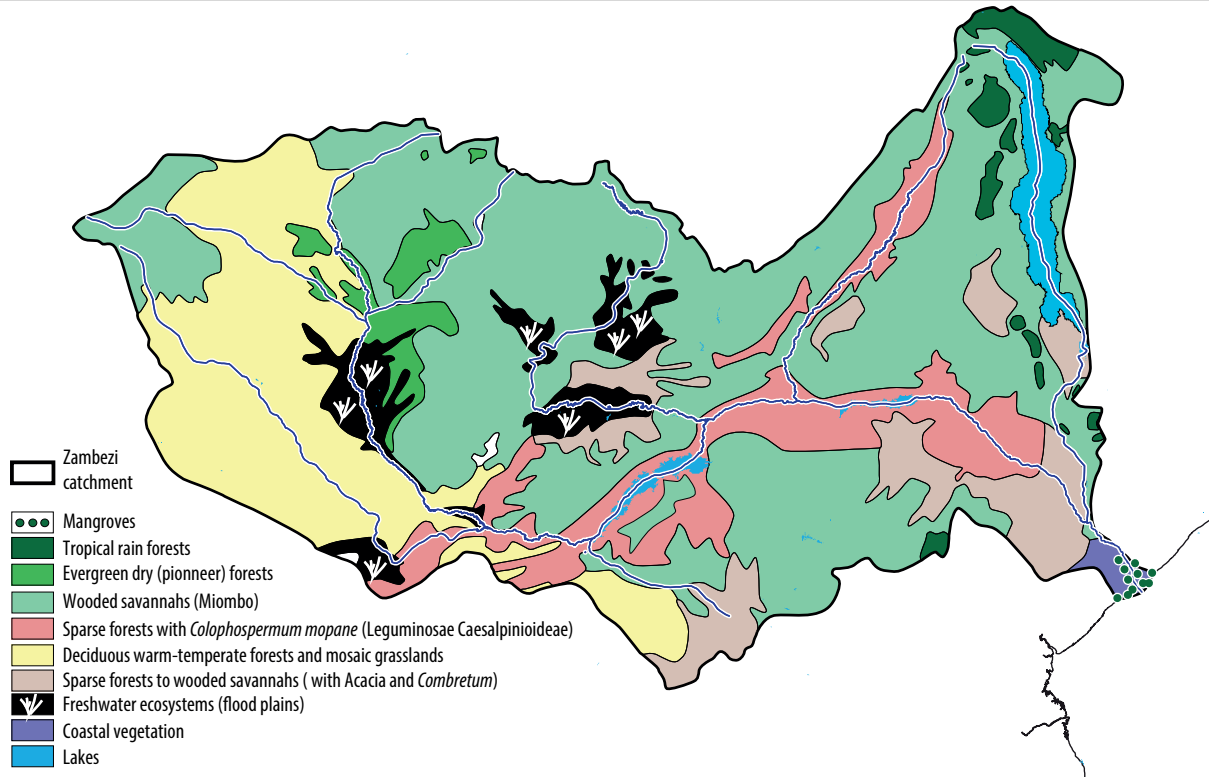 Zambezi
catchment
Mangroves
Tropical rain forests
Evergreen dry (pionneer) forests
Wooded savannahs (Miombo)
Sparse forests with Colophospermum mopane (Leguminosae Caesalpinioideae)
Deciduous warm-temperate forests and mosaic grasslands
Sparse forests to wooded savannahs ( with Acacia and Combretum)
Freshwater ecosystems (flood plains)
Coastal vegetation
Lakes